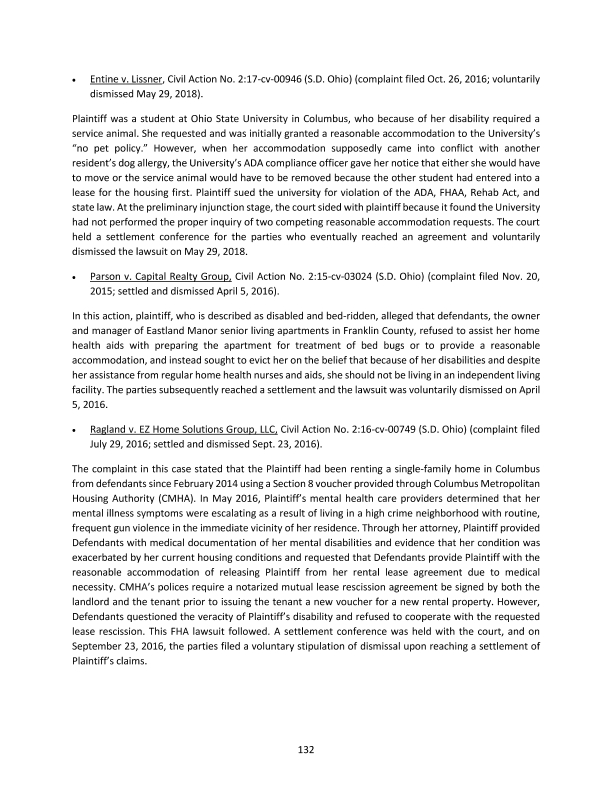 • Entine v. Lissner, Civil Action No. 2:17-cv-00946 (S.D. Ohio) (complaint filed Oct. 26, 2016; voluntarily
dismissed May 29, 2018).
Plaintiff was a student at Ohio State University in Columbus, who because of her disability required a
service animal. She requested and was initially granted a reasonable accommodation to the University's
“no pet policy.” However, when her accommodation supposedly came into conflict with another
resident's dog allergy, the University's ADA compliance officer gave her notice that either she would have
to move or the service animal would have to be removed because the other student had entered into a
lease for the housing first. Plaintiff sued the university for violation of the ADA, FHAA, Rehab Act, and
state law. At the preliminary injunction stage, the court sided with plaintiff because it found the University
had not performed the proper inquiry of two competing reasonable accommodation requests. The court
held a settlement conference for the parties who eventually reached an agreement and voluntarily
dismissed the lawsuit on May 29, 2018.
• Parson v. Capital Realty Group, Civil Action No. 2:15-cv-03024 (S.D. Ohio) (complaint filed Nov. 20,
2015; settled and dismissed April 5, 2016).
In this action, plaintiff, who is described as disabled and bed-ridden, alleged that defendants, the owner
and manager of Eastland Manor senior living apartments in Franklin County, refused to assist her home
health aids with preparing the apartment for treatment of bed bugs or to provide a reasonable
accommodation, and instead sought to evict her on the belief that because of her disabilities and despite
her assistance from regular home health nurses and aids, she should not be living in an independent living
facility. The parties subsequently reached a settlement and the lawsuit was voluntarily dismissed on April
5, 2016.
• Ragland v. EZ Home Solutions Group, LLC, Civil Action No. 2:16-cv-00749 (S.D. Ohio) (complaint filed
July 29, 2016; settled and dismissed Sept. 23, 2016).
The complaint in this case stated that the Plaintiff had been renting a single-family home in Columbus
from defendants since February 2014 using a Section 8 voucher provided through Columbus Metropolitan
Housing Authority (CMHA). In May 2016, Plaintiff's mental health care providers determined that her
mental illness symptoms were escalating as a result of living in a high crime neighborhood with routine,
frequent gun violence in the immediate vicinity of her residence. Through her attorney, Plaintiff provided
Defendants with medical documentation of her mental disabilities and evidence that her condition was
exacerbated by her current housing conditions and requested that Defendants provide Plaintiff with the
reasonable accommodation of releasing Plaintiff from her rental lease agreement due to medical
necessity. CMHA's polices require a notarized mutual lease rescission agreement be signed by both the
landlord and the tenant prior to issuing the tenant a new voucher for a new rental property. However,
Defendants questioned the veracity of Plaintiff's disability and refused to cooperate with the requested
lease rescission. This FHA lawsuit followed. A settlement conference was held with the court, and on
September 23, 2016, the parties filed a voluntary stipulation of dismissal upon reaching a settlement of
Plaintiff's claims.
132